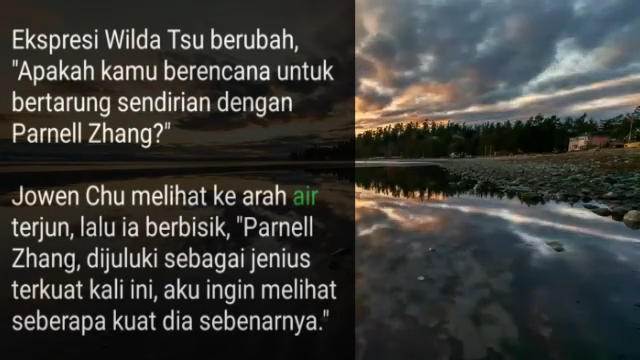 Ekspresi Wilda Tsu berubah,
"Apakah kamu berencana untuk
bertarung sendirian dengan
Parnell Zhang?"
Jowen Chu melihat ke arah air
terjun, lalu ia berbisik, "Parnell
Zhang, dijuluki sebagai jenius
terkuat kali ini, aku ingin melihat
seberapa kuat dia sebenarnya."